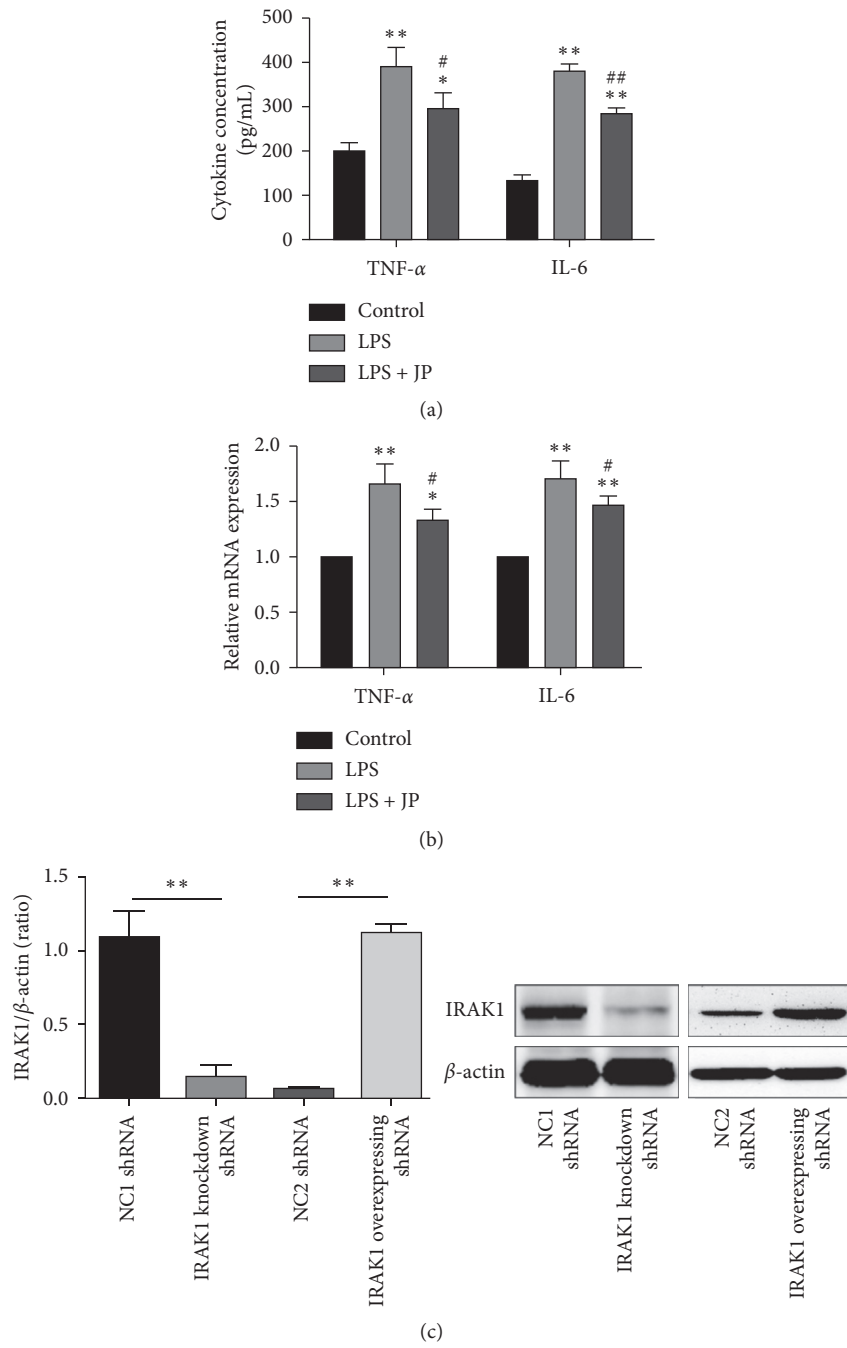 500
400
300
200
100
0
Cytokine concentration
(pg/mL)
**
#
*
**
##
**
TNF-α
IL-6
Control
LPS
LPS + JP
(a)
2.0
1.5
1.0
0.5
0.0
Relative mRNA expression
**
#
*
**
#
**
TNF-α
IL-6
Control
LPS
LPS + JP
(b)
1.5
1.0
0.5
0.0
IRAK1/β-actin (ratio)
**
**
NC1 shRNA
IRAK1 knockdown
shRNA
NC2 shRNA
IRAK1 overexpressing
shRNA
IRAK1
β-actin
NC1
shRNA
IRAK1 knockdown
shRNA
NC2
shRNA
IRAK1 overexpressing
shRNA
(c)